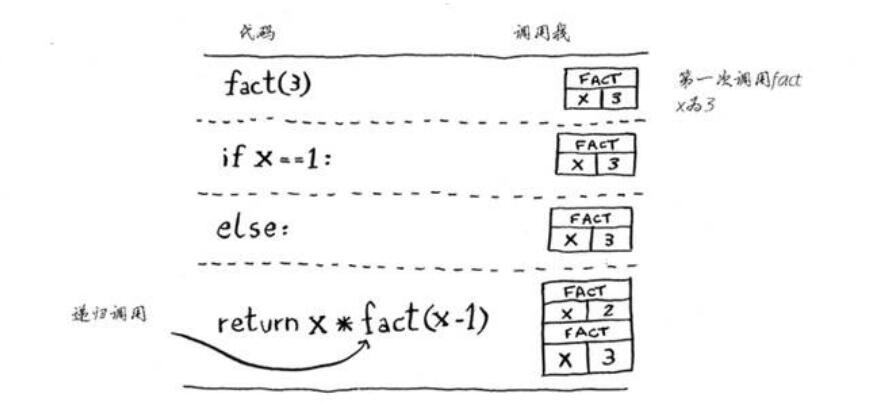 代码 调用栈
fact(3)
FACT
X 3
第一次调用fact
x为3
if x==1:
FACT
X 3
else:
FACT
X 3
递归调用
return x * fact(x-1)
FACT
X 2
FACT
X 3